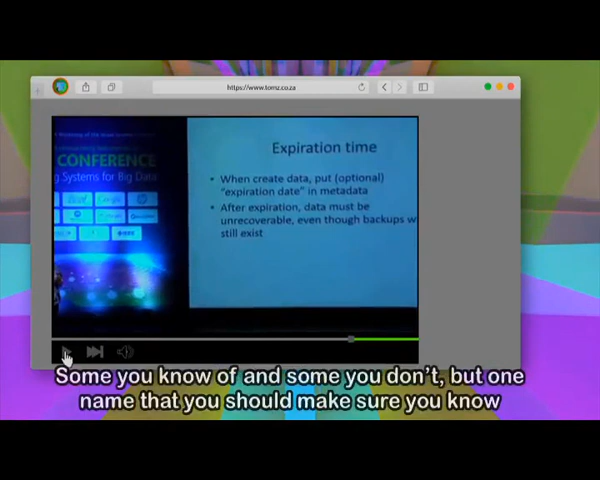 https://www.tomz.co.za
CONFERENCE
g Systems for Big Data
Expiration time
• When create data, put (optional)
"expiration date" in metadata
• After expiration, data must be
unrecoverable, even though backups w
still exist
Some you know of and some you don't, but one
name that you should make sure you know